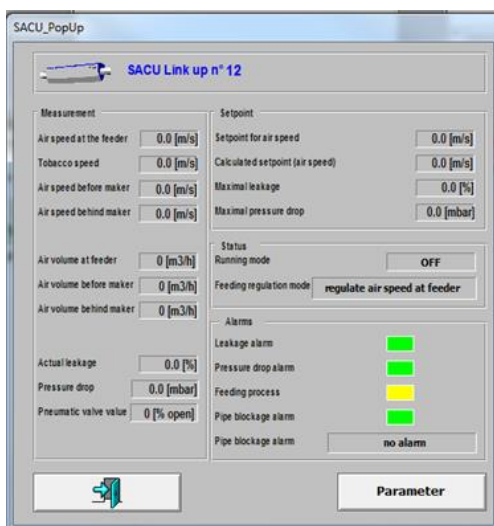 SACU_PopUp
SACU Link up n° 12
Measurement
Air speed at the feeder 0.0 [m/s]
Tobacco speed 0.0 [m/s]
Air speed before maker 0.0 [m/s]
Air speed behind maker 0.0 [m/s]
Air volume at feeder 0 [m3/h]
Air volume before maker 0 [m3/h]
Air volume behind maker 0 [m3/h]
Actual leakage 0.0 [%]
Pressure drop 0.0 [mbar]
Pneumatic valve value 0 [% open]
Setpoint
Setpoint for air speed 0.0 [m/s]
Calculated setpoint (air speed) 0.0 [m/s]
Maximal leakage 0.0 [%]
Maximal pressure drop 0.0 [mbar]
Status
Running mode OFF
Feeding regulation mode regulate air speed at feeder
Alarms
Leakage alarm
Pressure drop alarm
Feeding process
Pipe blockage alarm
Pipe blockage alarm no alarm
Parameter